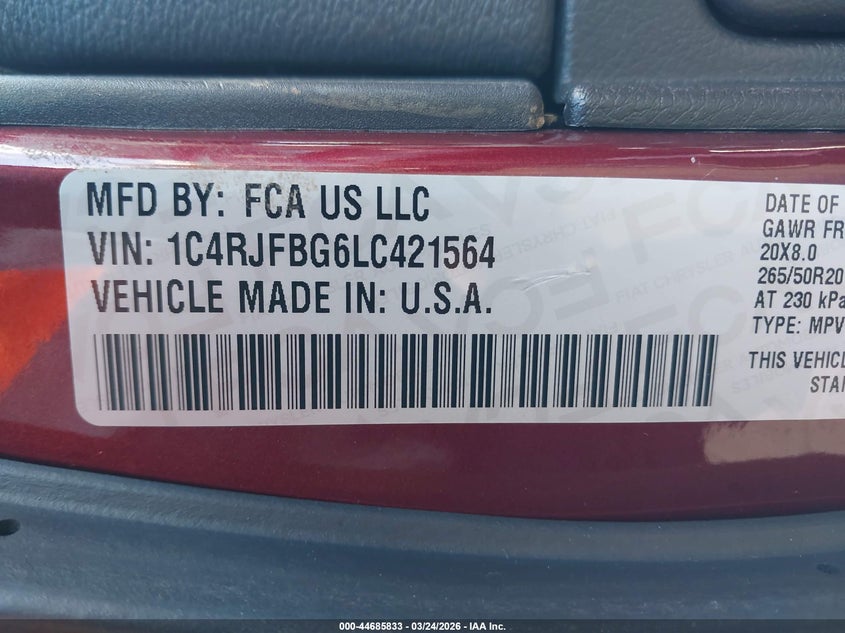 MFD BY: FCA US LLC
VIN: 1C4RJFBG6LC421564
VEHICLE MADE IN: U.S.A.
DATE OF
GAWR FR
20X8.0
265/50R20
AT 230 kPa
TYPE: MPV
THIS VEHICL
STAN
000-44685833 - 03/24/2026 - IAA Inc.